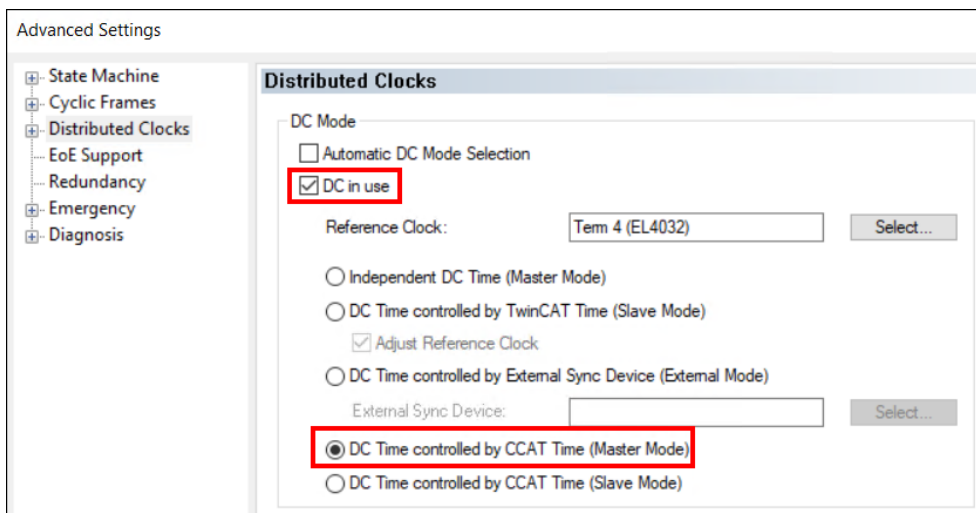 Advanced Settings
State Machine
Cyclic Frames
Distributed Clocks
EoE Support
Redundancy
Emergency
Diagnosis
Distributed Clocks
DC Mode
Automatic DC Mode Selection
DC in use
Reference Clock: Term 4 (EL4032) Select...
Independent DC Time (Master Mode)
DC Time controlled by TwinCAT Time (Slave Mode)
Adjust Reference Clock
DC Time controlled by External Sync Device (External Mode)
External Sync Device: Select...
DC Time controlled by CCAT Time (Master Mode)
DC Time controlled by CCAT Time (Slave Mode)